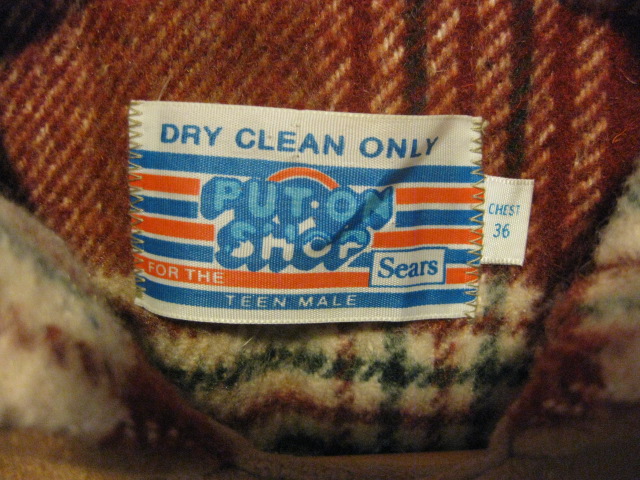 DRY CLEAN ONLY
PUT·ON
Shop
FOR THE
Sears
TEEN MALE
CHEST
36